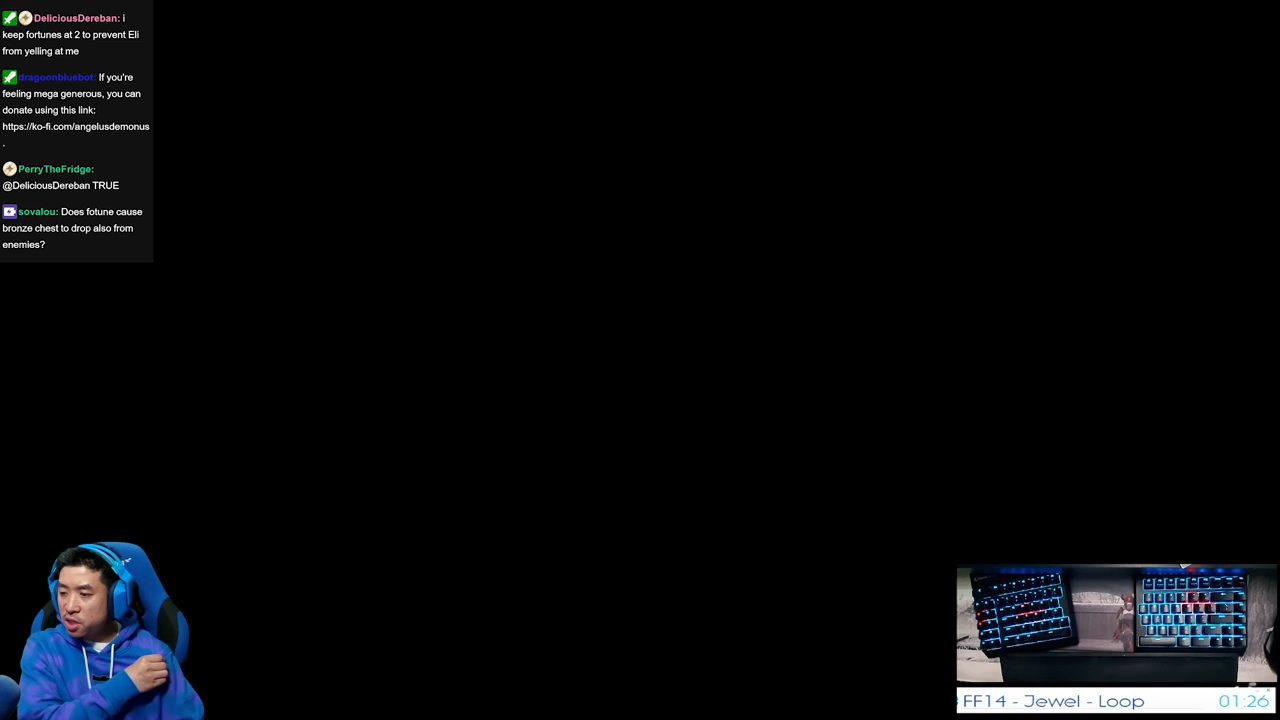 DeliciousDereban: i
keep fortunes at 2 to prevent Eli
from yelling at me
dragoonbluebot: If you're
feeling mega generous, you can
donate using this link:
https://ko-fi.com/angelusdemonus
.
PerryTheFridge:
@DeliciousDereban TRUE
sovalou: Does fotune cause
bronze chest to drop also from
enemies?
FF14 - Jewel - Loop
01:26